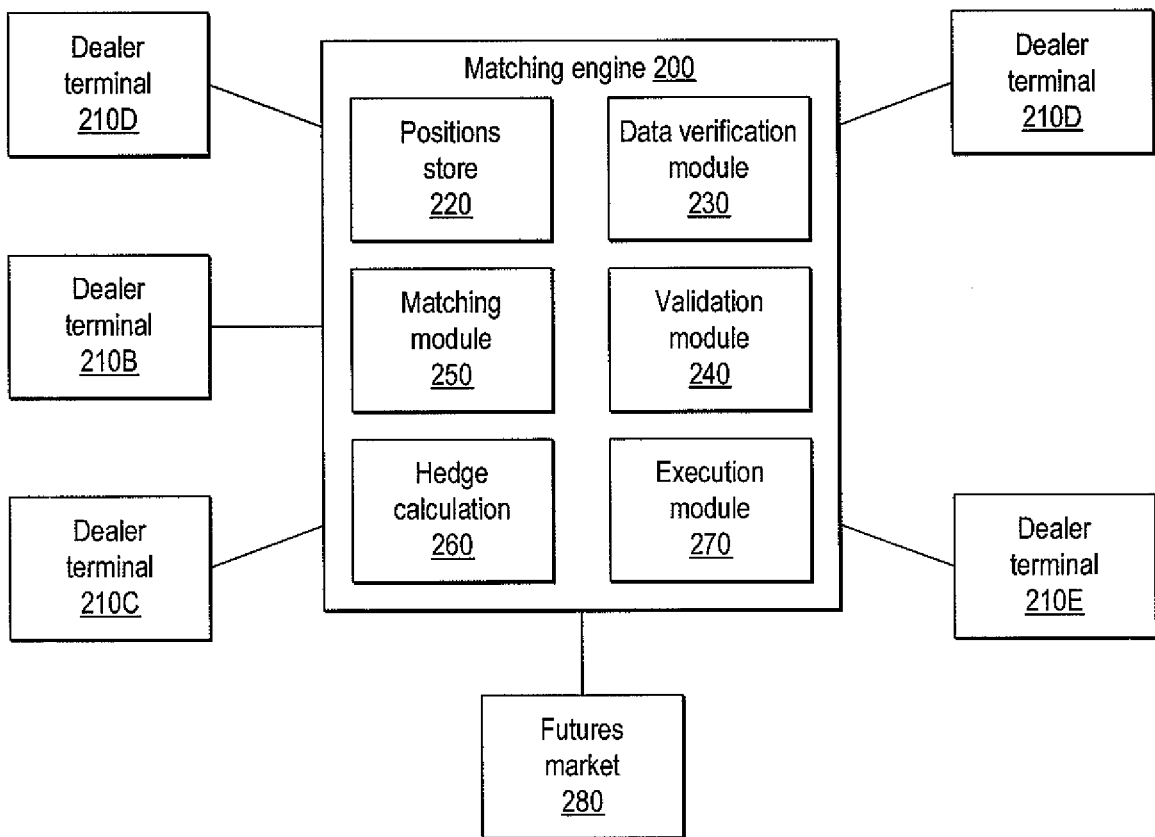 Dealer
terminal
210D
Matching engine 200
Dealer
terminal
210D
Positions
store
220
Data verification
module
230
Dealer
terminal
210B
Matching
module
250
Validation
module
240
Dealer
terminal
210C
Hedge
calculation
260
Execution
module
270
Dealer
terminal
210E
Futures
market
280